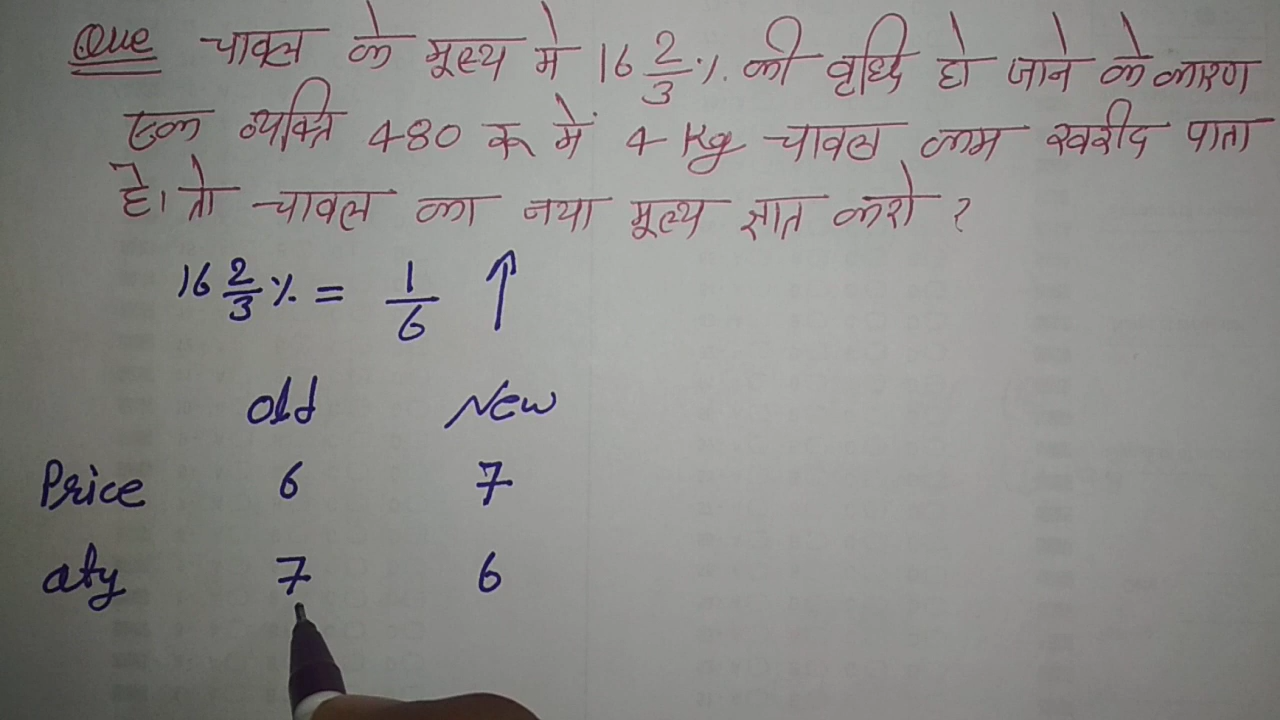 Que चावल के मूल्य मे 16 2/3 % की वृध्दि हो जाने के कारण
एक व्यक्ति 480 रू में 4 Kg चावल कम खरीद पाता
है। तो चावल का नया मूल्य ज्ञात करो ?
16 2/3 % = 1/6 ↑
Old New
Price 6 7
Qty 7 6